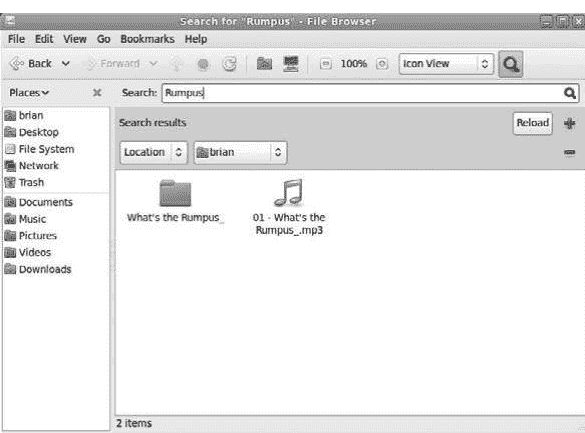 Search for "Rumpus" - File Browser
File Edit View Go Bookmarks Help
Back Forward 100% Icon View
Places Search: Rumpus
brian
Desktop
File System
Network
Trash
Documents
Music
Pictures
Videos
Downloads
Search results Reload
Location brian
What's the Rumpus_
01 - What's the
Rumpus_.mp3
2 items